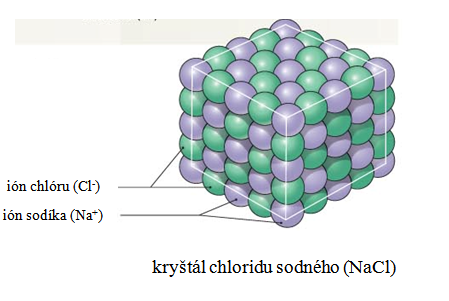 ión chlóru (Cl-)
ión sodíka (Na+)
kryštál chloridu sodného (NaCl)